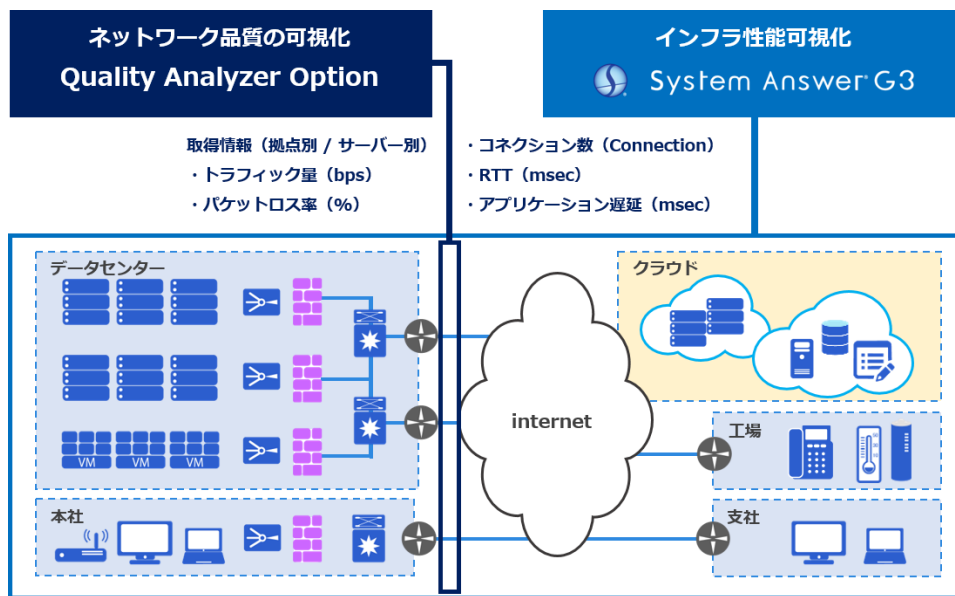 ネットワーク品質の可視化
Quality Analyzer Option
インフラ性能可視化
System Answer G3
取得情報（拠点別 / サーバー別）
・トラフィック量（bps）
・パケットロス率（%）
・コネクション数（Connection）
・RTT（msec）
・アプリケーション遅延（msec）
データセンター
VM VM VM
本社
internet
クラウド
工場
支社